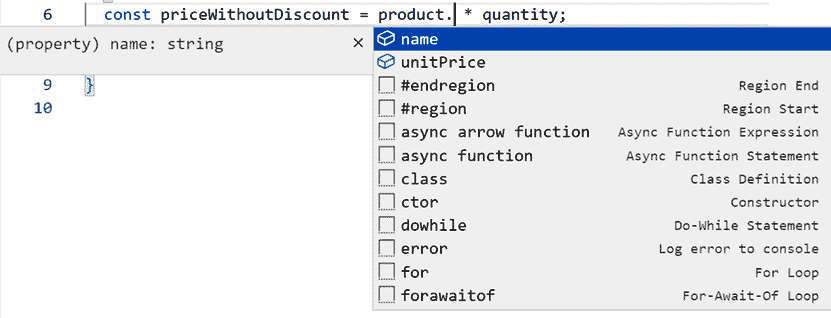 6 const priceWithoutDiscount = product. * quantity;
(property) name: string ×
name
unitPrice
#endregion Region End
#region Region Start
async arrow function Async Function Expression
async function Async Function Statement
class Class Definition
ctor Constructor
dowhile Do-While Statement
error Log error to console
for For Loop
forawaitof For-Await-Of Loop
9 }
10